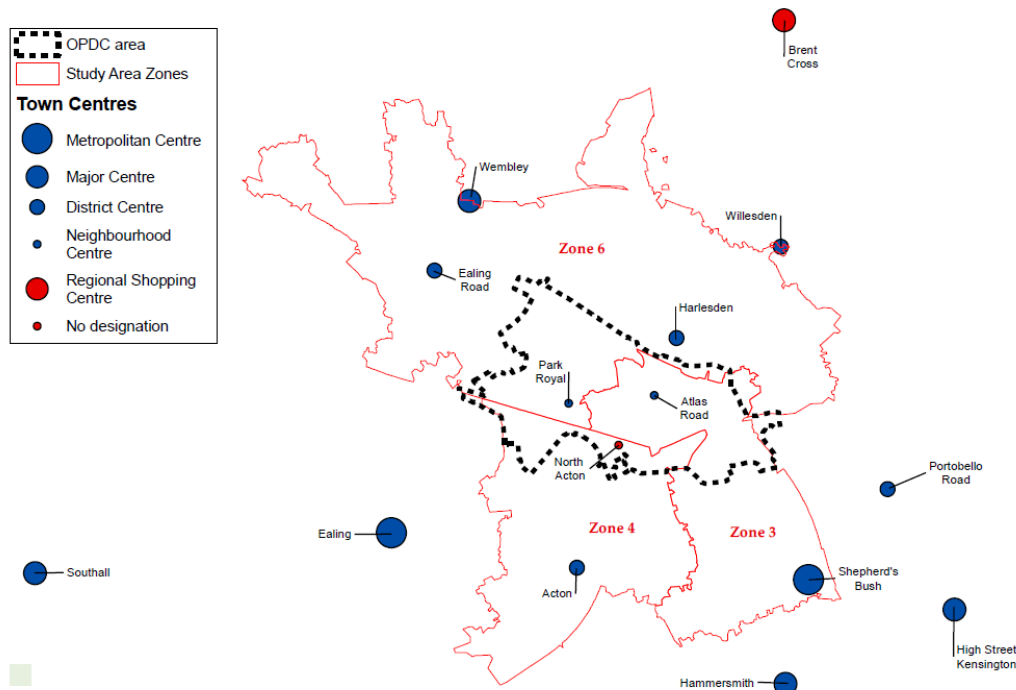 OPDC area
Study Area Zones
Town Centres
Metropolitan Centre
Major Centre
District Centre
Neighbourhood
Centre
Regional Shopping
Centre
No designation
Brent
Cross
Wembley
Willesden
Zone 6
Ealing
Road
Harlesden
Park
Royal
Atlas
Road
North
Acton
Portobello
Road
Ealing
Zone 4
Zone 3
Southall
Acton
Shepherd's
Bush
High Street
Kensington
Hammersmith